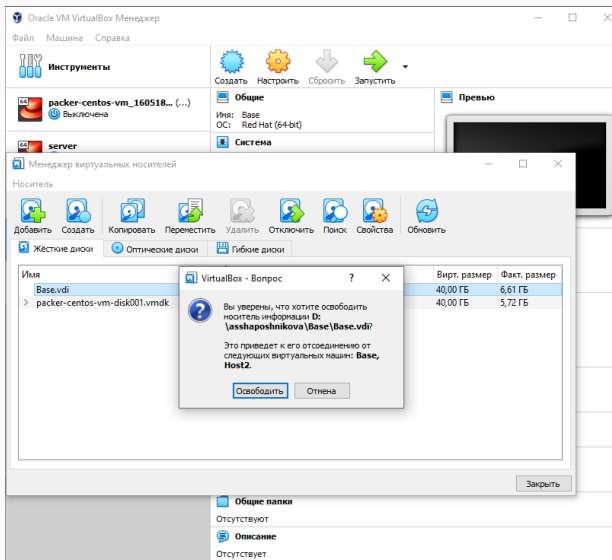 Oracle VM VirtualBox Менеджер
Файл Машина Справка
Инструменты
Создать Настроить Сбросить Запустить
64 packer-centos-vm_160518... (...)
Выключена
64 server
Общие
Имя: Base
ОС: Red Hat (64-bit)
Система
Превью
Менеджер виртуальных носителей
Носитель
Добавить Создать Копировать Переместить Удалить Отключить Поиск Свойства Обновить
Жёсткие диски Оптические диски Гибкие диски
Имя Вирт. размер Факт. размер
Base.vdi 40,00 ГБ 6,61 ГБ
packer-centos-vm-disk001.vmdk 40,00 ГБ 5,72 ГБ
VirtualBox - Вопрос ?
Вы уверены, что хотите освободить
носитель информации D:
\asshaposhnikova\Base\Base.vdi?
Это приведет к его отсоединению от
следующих виртуальных машин: Base,
Host2.
Освободить Отмена
Закрыть
Общие папки
Отсутствуют
Описание
Отсутствует